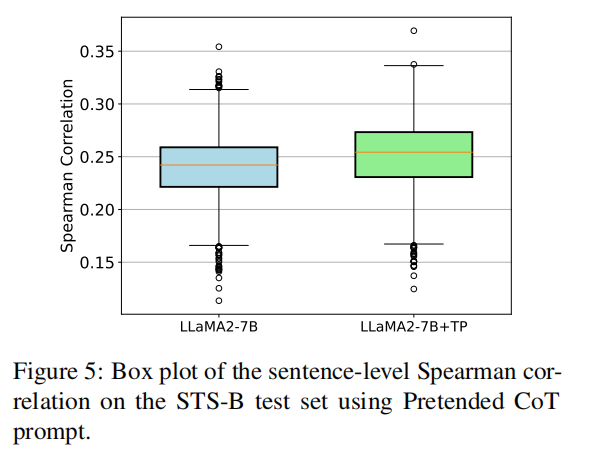 0.35
0.30
0.25
0.20
0.15
Spearman Correlation
LLaMA2-7B
LLaMA2-7B+TP
Figure 5: Box plot of the sentence-level Spearman cor-
relation on the STS-B test set using Pretended CoT
prompt.